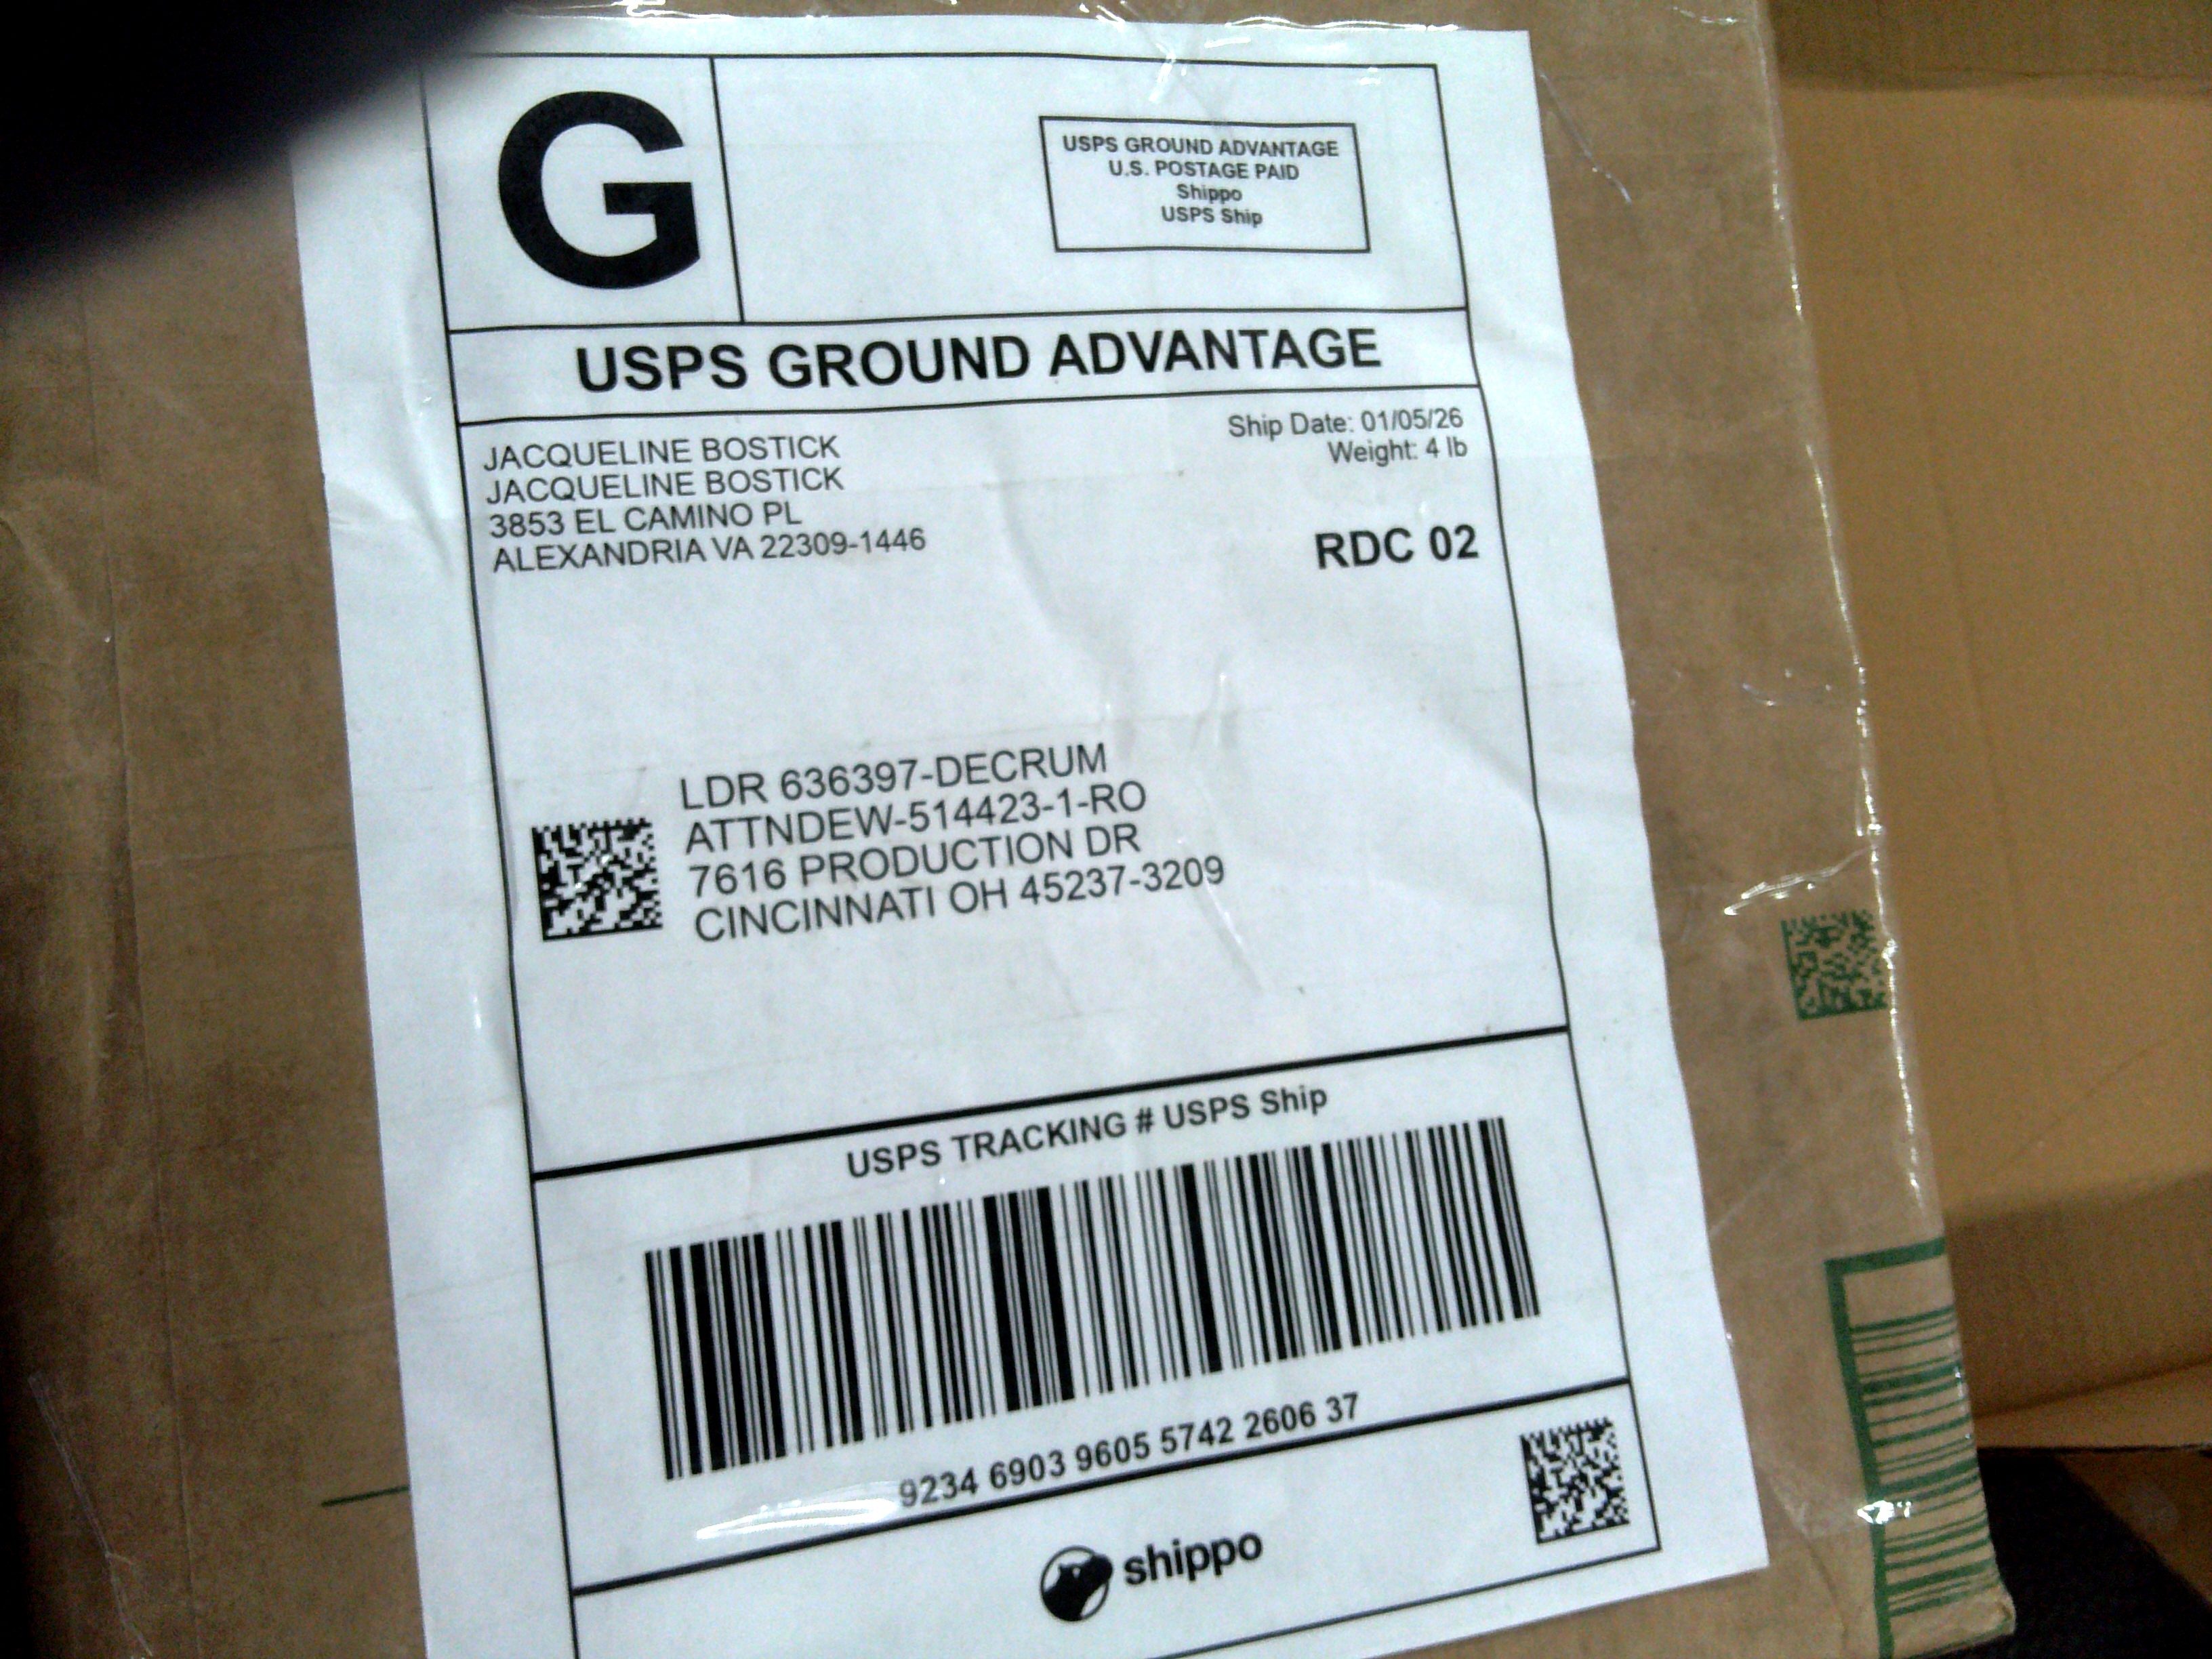 G
USPS GROUND ADVANTAGE
U.S. POSTAGE PAID
Shippo
USPS Ship
USPS GROUND ADVANTAGE
JACQUELINE BOSTICK
JACQUELINE BOSTICK
3853 EL CAMINO PL
ALEXANDRIA VA 22309-1446
Ship Date: 01/05/26
Weight: 4 lb
RDC 02
LDR 636397-DECRUM
ATTNDEW-514423-1-RO
7616 PRODUCTION DR
CINCINNATI OH 45237-3209
USPS TRACKING # USPS Ship
9234 6903 9605 5742 2606 37
shippo